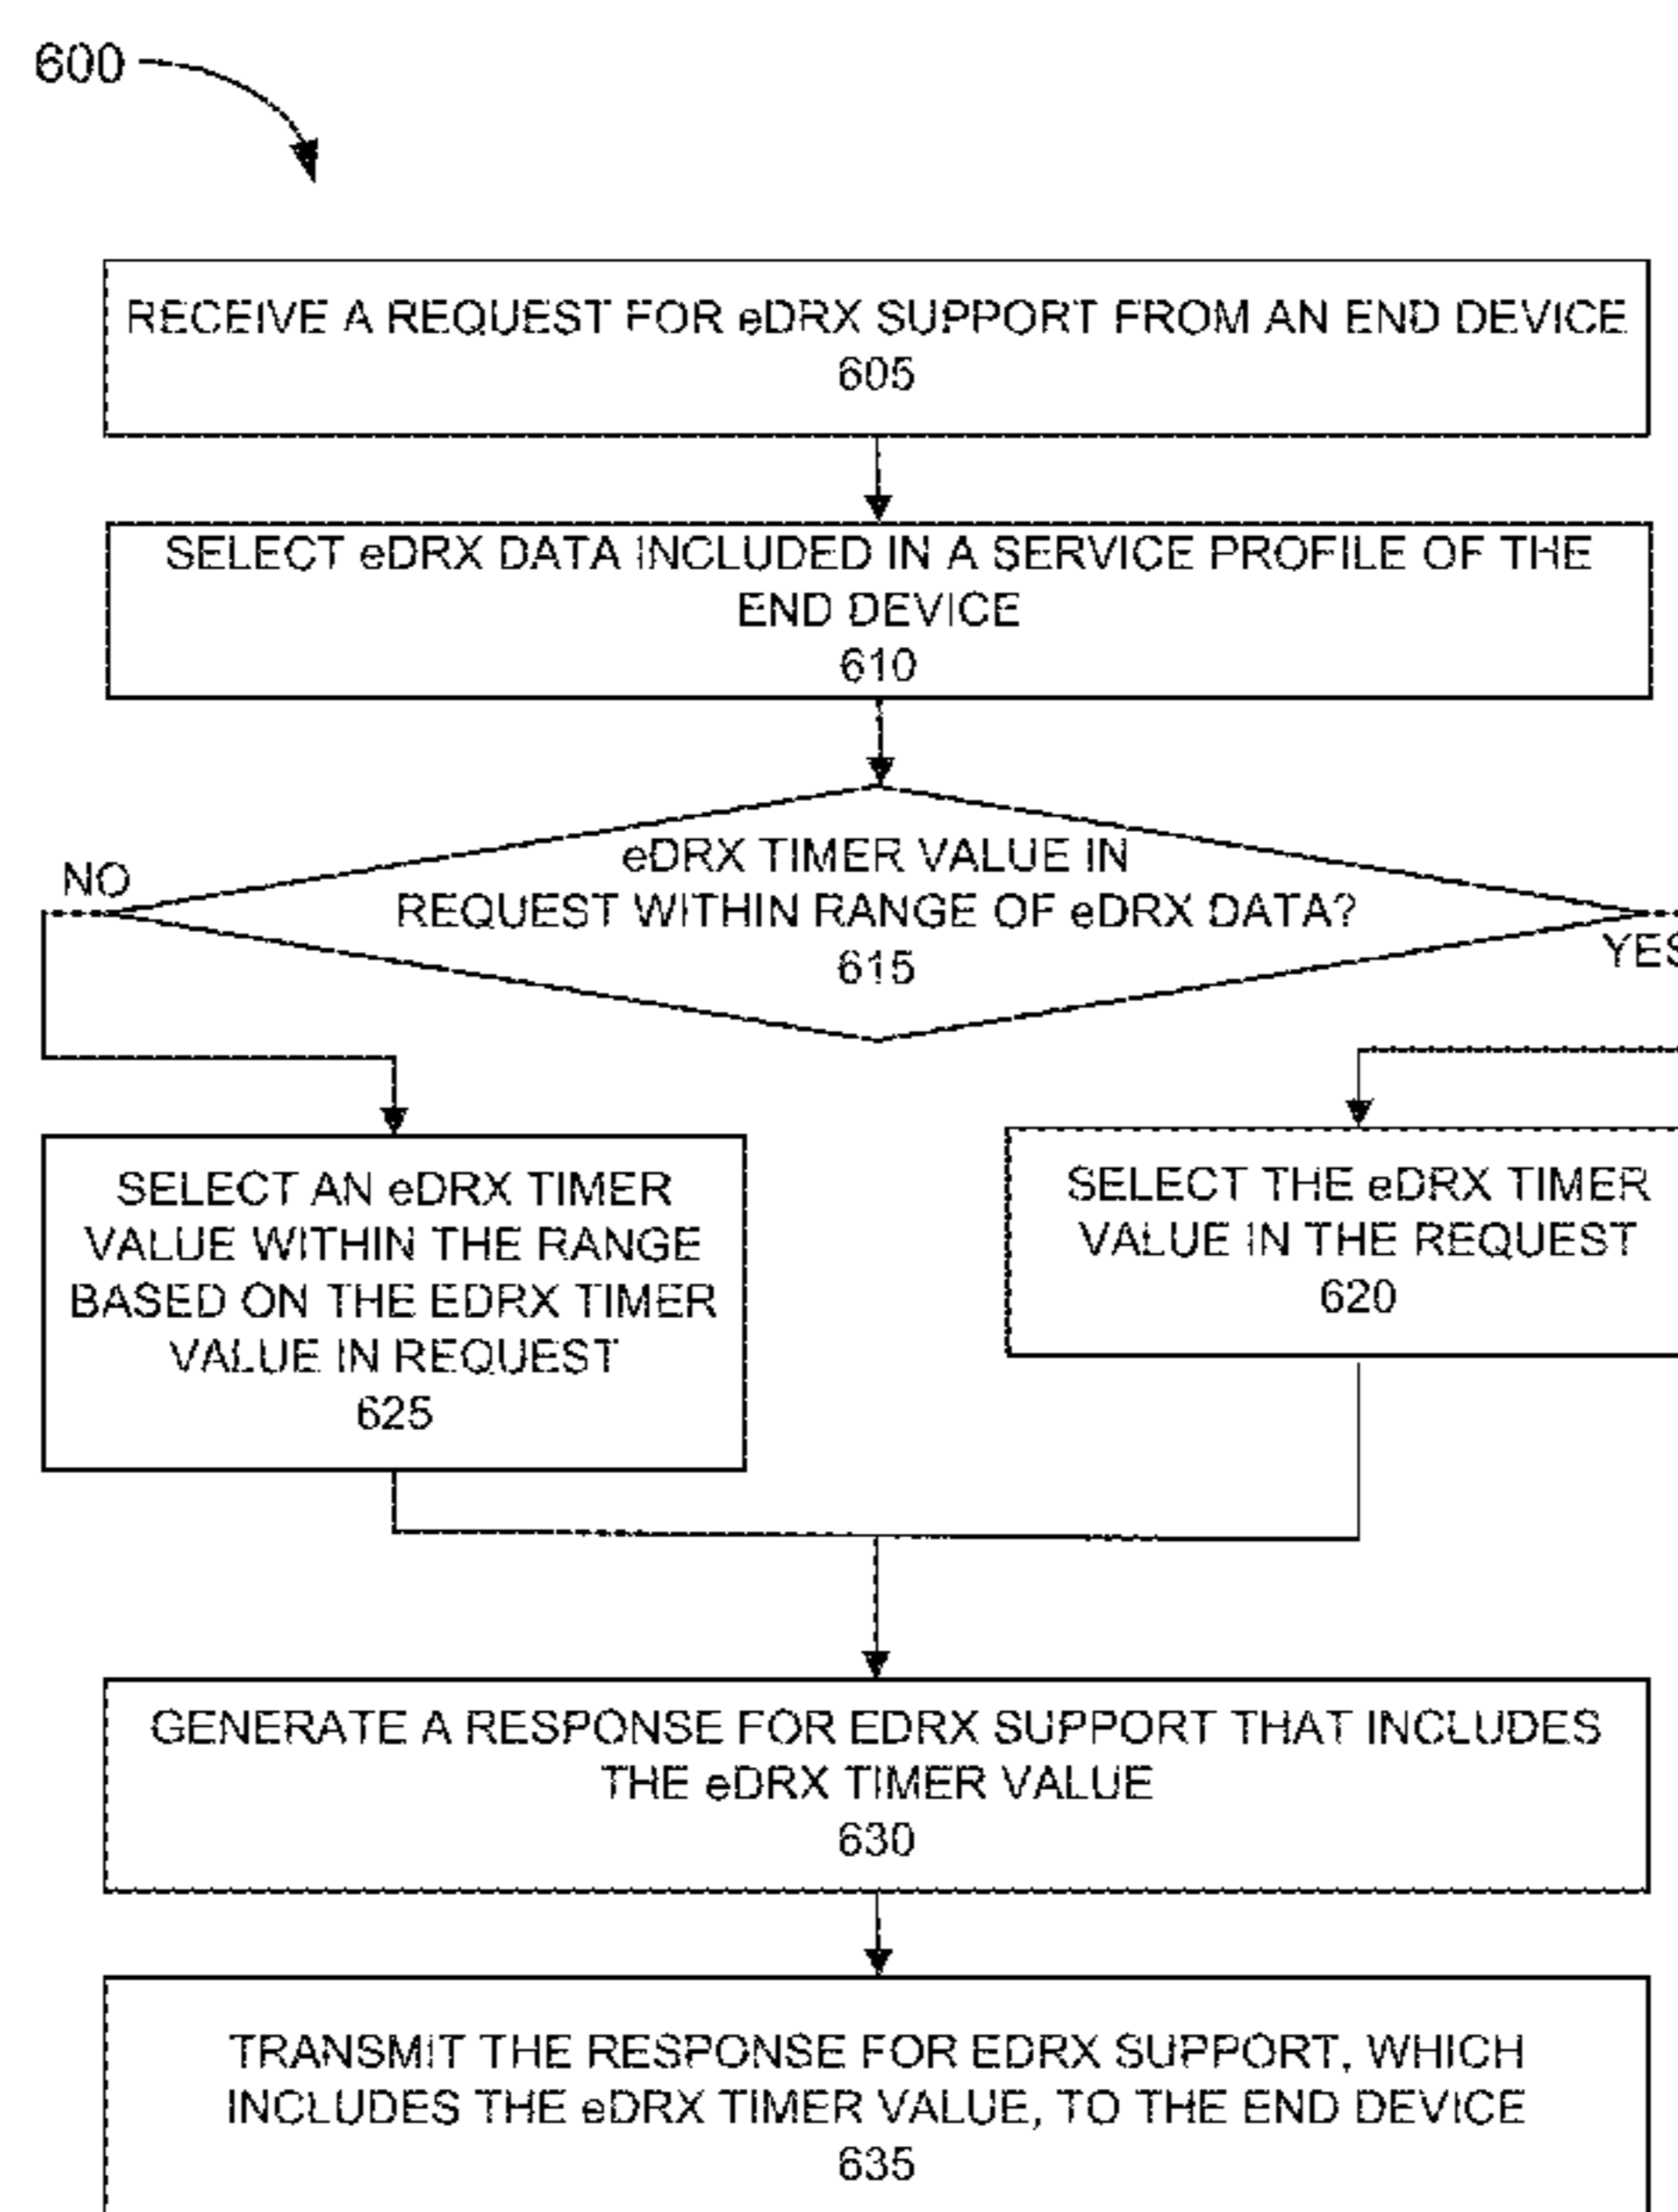 600
RECEIVE A REQUEST FOR eDRX SUPPORT FROM AN END DEVICE
605
SELECT eDRX DATA INCLUDED IN A SERVICE PROFILE OF THE
END DEVICE
610
eDRX TIMER VALUE IN
REQUEST WITHIN RANGE OF eDRX DATA?
615
NO
YES
SELECT AN eDRX TIMER
VALUE WITHIN THE RANGE
BASED ON THE EDRX TIMER
VALUE IN REQUEST
625
SELECT THE eDRX TIMER
VALUE IN THE REQUEST
620
GENERATE A RESPONSE FOR EDRX SUPPORT THAT INCLUDES
THE eDRX TIMER VALUE
630
TRANSMIT THE RESPONSE FOR EDRX SUPPORT, WHICH
INCLUDES THE eDRX TIMER VALUE, TO THE END DEVICE
635